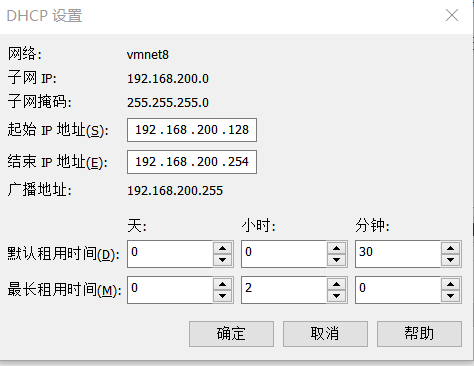 DHCP 设置
网络: vmnet8
子网 IP: 192.168.200.0
子网掩码: 255.255.255.0
起始 IP 地址(S): 192 . 168 . 200 . 128
结束 IP 地址(E): 192 . 168 . 200 . 254
广播地址: 192.168.200.255
天: 小时: 分钟:
默认租用时间(D): 0 0 30
最长租用时间(M): 0 2 0
确定 取消 帮助